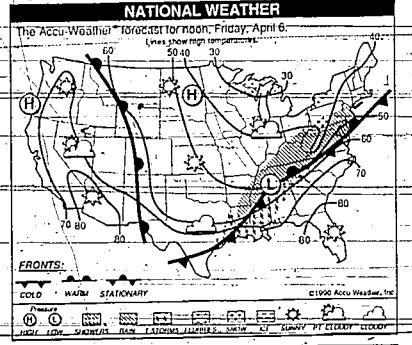 NATIONAL WEATHER
The Accu-Weather® forecast for noon, Friday, April 6.
Lines show high temperatures.
60
50 40
30
40
30
H
H
50
60
70
L
80
70 80
80
60
FRONTS:
COLD WARM STATIONARY
©1990 Accu Weather, Inc.
Pressure
H L
HIGH LOW SHOWERS RAIN T-STORMS FLURRIES SNOW ICE SUNNY PT. CLOUDY CLOUDY